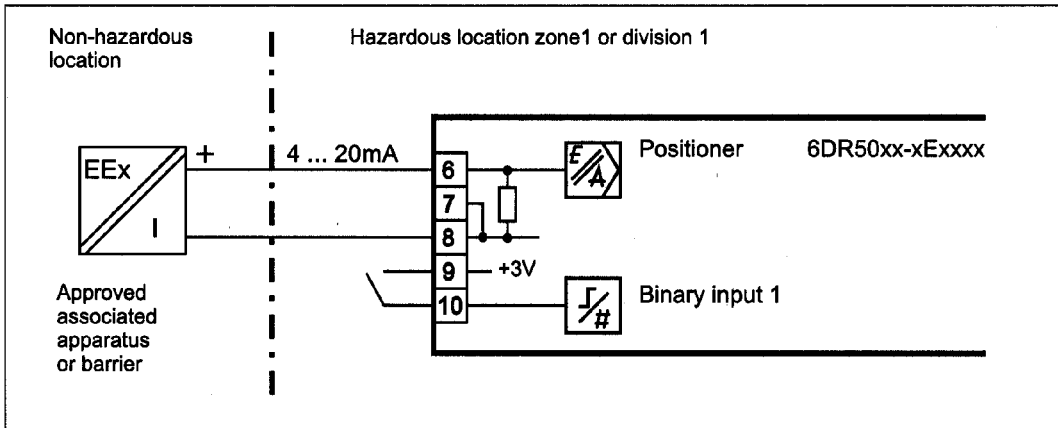 Non-hazardous
location
Hazardous location zone1 or division 1
EEx
I
+
4 ... 20mA
6
7
8
9
10
+3V
E
A
Positioner
6DR50xx-xExxxx
#
Binary input 1
Approved
associated
apparatus
or barrier